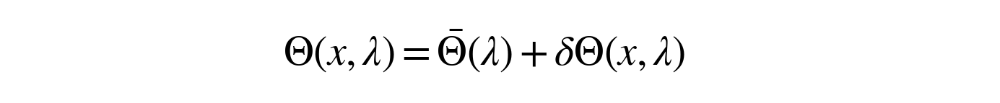 Θ(x, λ) = Θ̄(λ) + δΘ(x, λ)